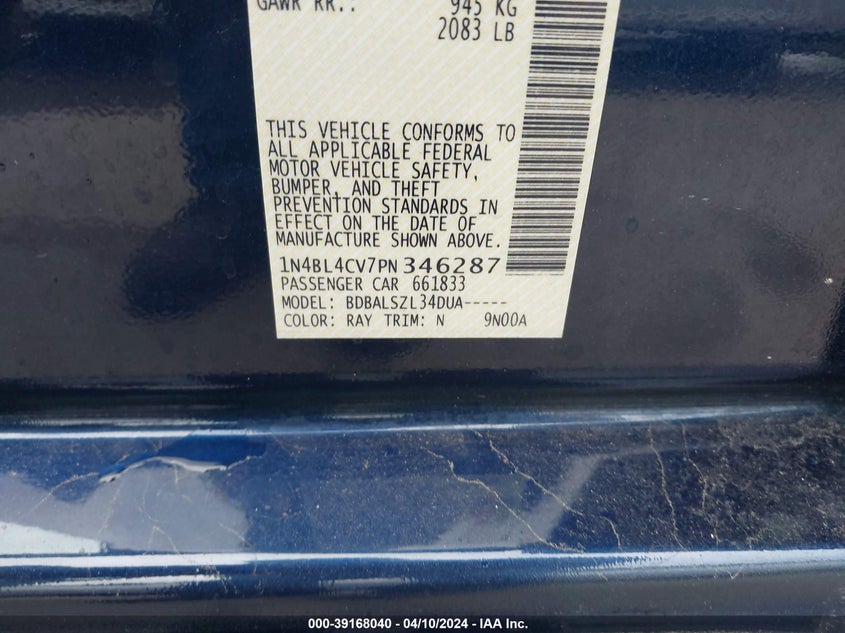 GAWR RR.: 945 KG
2083 LB
THIS VEHICLE CONFORMS TO
ALL APPLICABLE FEDERAL
MOTOR VEHICLE SAFETY,
BUMPER, AND THEFT
PREVENTION STANDARDS IN
EFFECT ON THE DATE OF
MANUFACTURE SHOWN ABOVE.
1N4BL4CV7PN346287
PASSENGER CAR 661833
MODEL: BDBALSZL34DUA-----
COLOR: RAY TRIM: N 9N00A
000-39168040 - 04/10/2024 - IAA Inc.